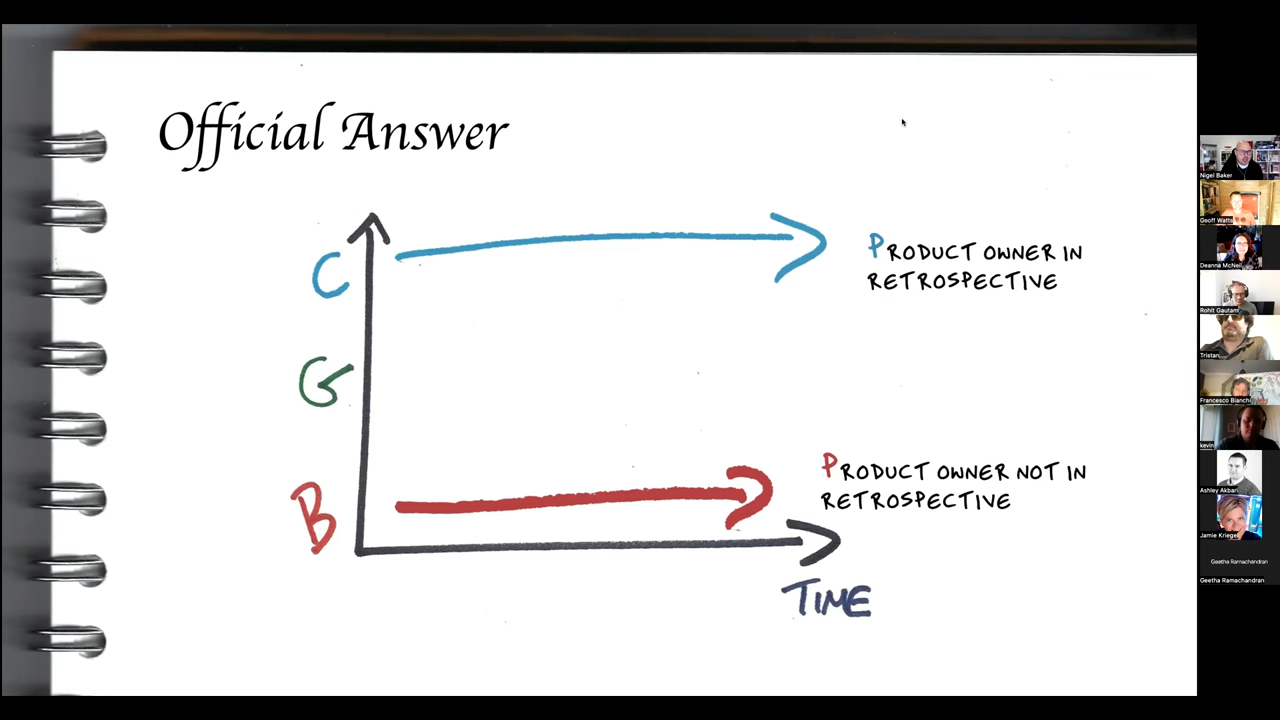 Official Answer
C
PRODUCT OWNER IN
RETROSPECTIVE
G
B
PRODUCT OWNER NOT IN
RETROSPECTIVE
TIME
Nigel Baker
Geoff Watts
Deanna McNeil
Rohit Gautam
Tristan,
Francesco Bianchi
kevin
Ashley Akbari
Jamie Kriegel
Geetha Ramachandran
Geetha Ramachandran